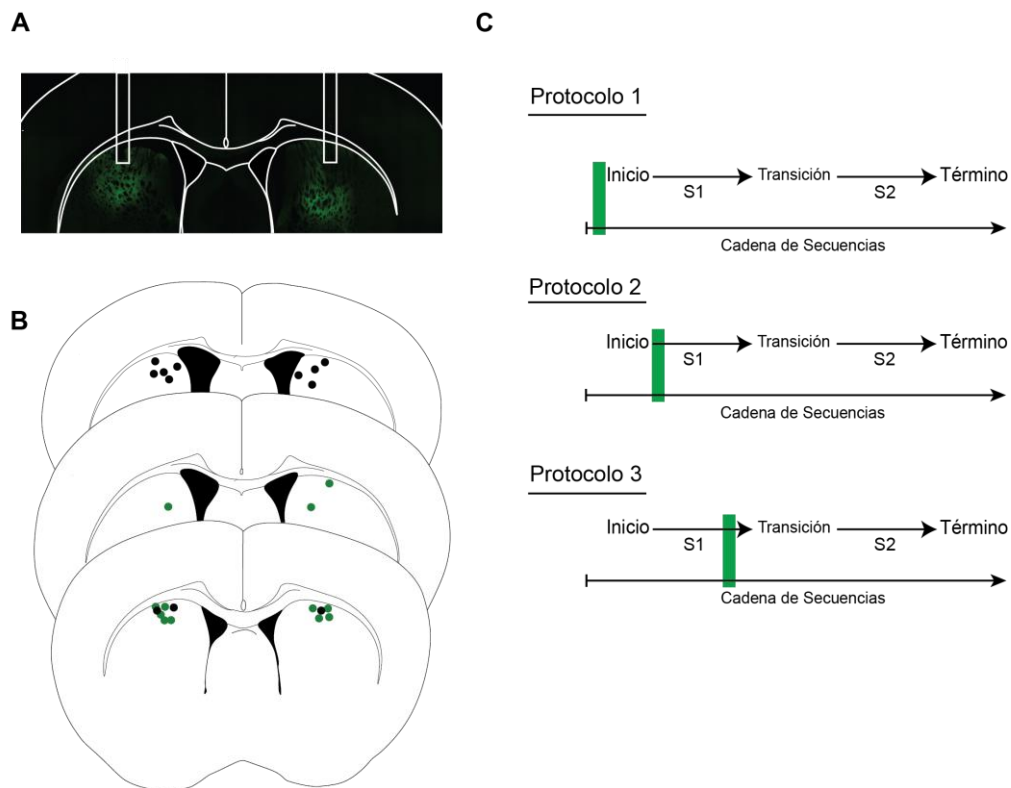 A
B
C
Protocolo 1
Inicio S1 Transición S2 Término
Cadena de Secuencias
Protocolo 2
Inicio S1 Transición S2 Término
Cadena de Secuencias
Protocolo 3
Inicio S1 Transición S2 Término
Cadena de Secuencias